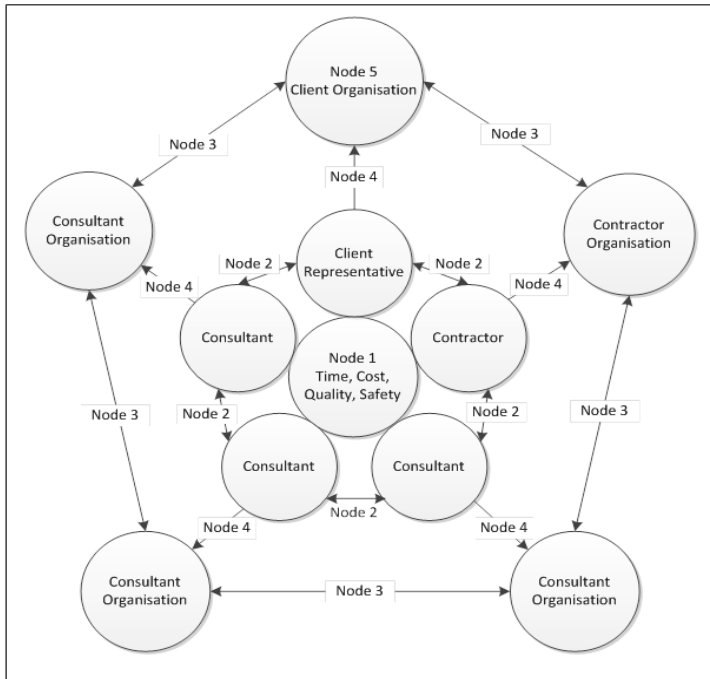 Node 5
Client Organisation
Node 3
Node 3
Node 4
Consultant
Organisation
Contractor
Organisation
Client
Representative
Node 2
Node 2
Node 4
Node 4
Consultant
Contractor
Node 1
Time, Cost,
Quality, Safety
Node 3
Node 2
Node 2
Node 3
Consultant
Consultant
Node 2
Node 4
Node 4
Consultant
Organisation
Node 3
Consultant
Organisation